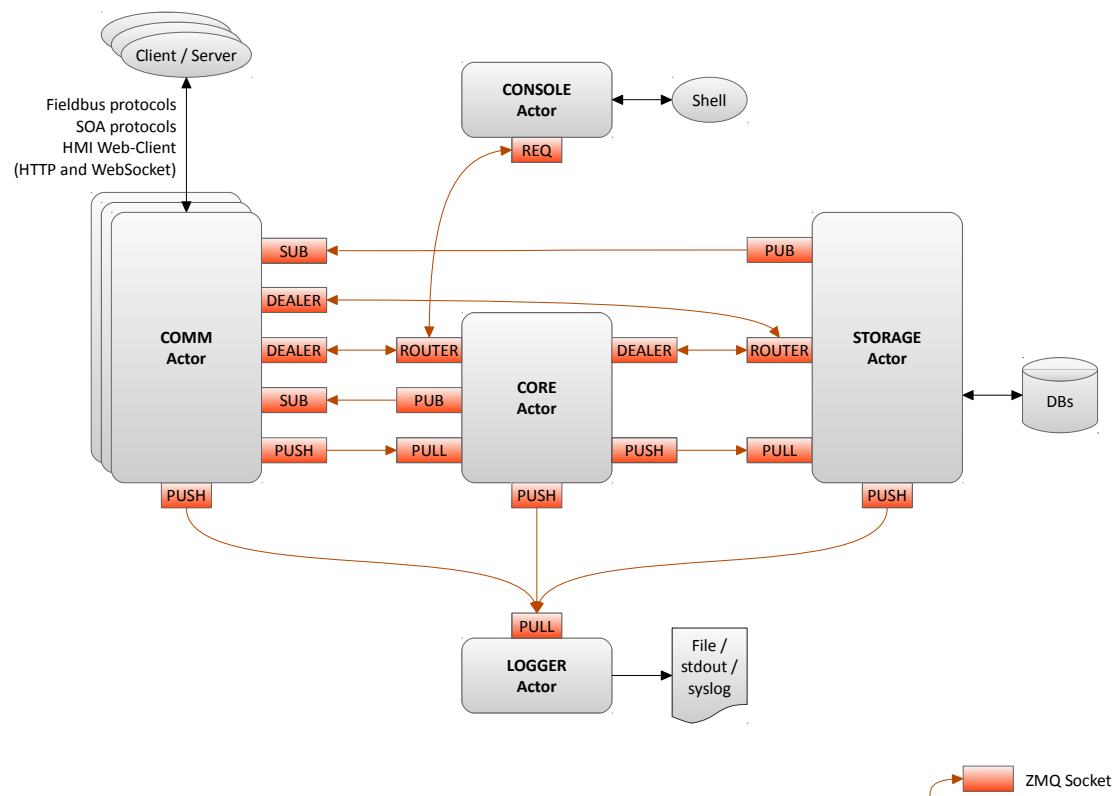 Client / Server
Fieldbus protocols
SOA protocols
HMI Web-Client
(HTTP and WebSocket)
CONSOLE
Actor
Shell
REQ
SUB
PUB
DEALER
COMM
Actor
DEALER
ROUTER
DEALER
ROUTER
STORAGE
Actor
CORE
Actor
SUB
PUB
DBs
PUSH
PULL
PUSH
PULL
PUSH
PUSH
PUSH
PULL
LOGGER
Actor
File /
stdout /
syslog
ZMQ Socket